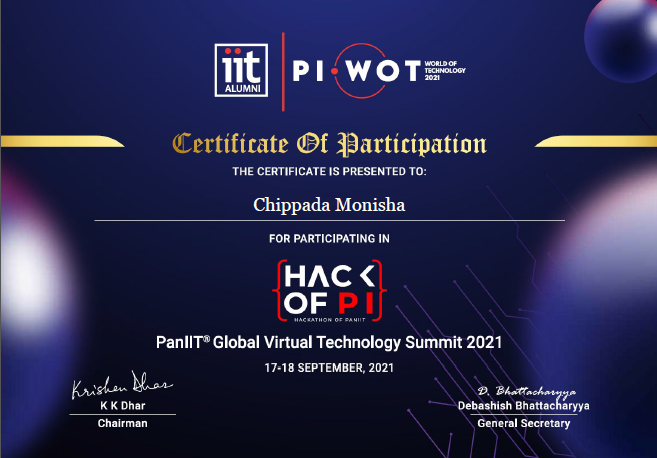 iit
ALUMNI
PI·WOT
WORLD OF
TECHNOLOGY
2021
Certificate Of Participation
THE CERTIFICATE IS PRESENTED TO:
Chippada Monisha
FOR PARTICIPATING IN
{HACK
OF PI}
HACKATHON OF PANIIT
PanIIT® Global Virtual Technology Summit 2021
17-18 SEPTEMBER, 2021
Krishen Dhar
K K Dhar
Chairman
D. Bhattacharyya
Debashish Bhattacharyya
General Secretary